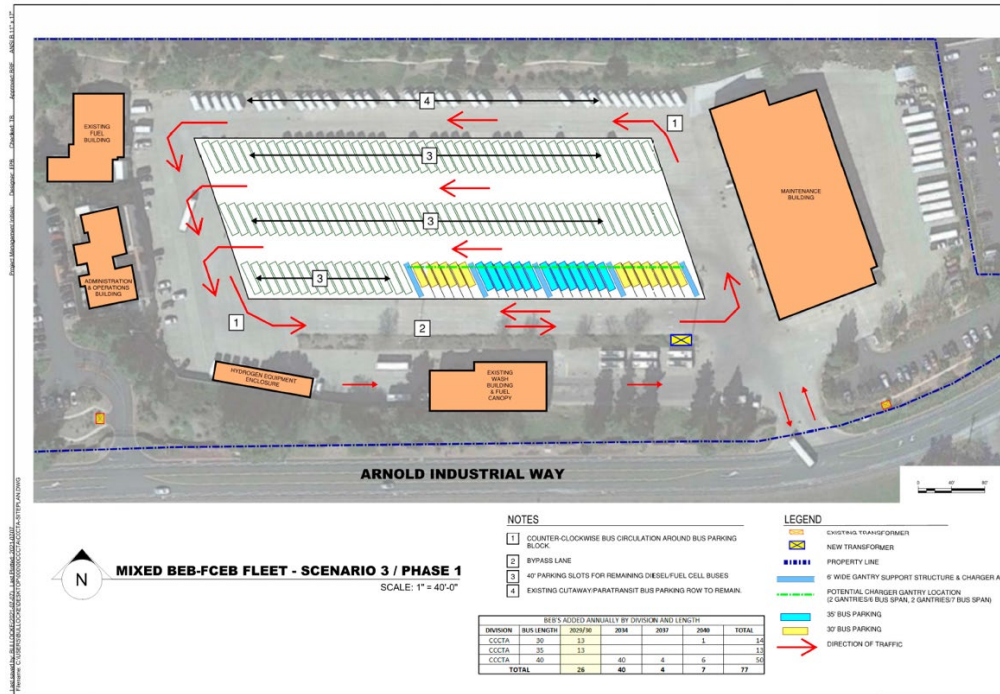 EXISTING
FUEL
BUILDING
4
1
3
MAINTENANCE
BUILDING
3
ADMINISTRATION
& OPERATIONS
BUILDING
3
1
2
HYDROGEN EQUIPMENT
ENCLOSURE
EXISTING
WASH
BUILDING
& FUEL
CANOPY
ARNOLD INDUSTRIAL WAY
0 40' 80'
N
MIXED BEB-FCEB FLEET - SCENARIO 3 / PHASE 1
SCALE: 1" = 40'-0"
NOTES
1 COUNTER-CLOCKWISE BUS CIRCULATION AROUND BUS PARKING
BLOCK.
2 BYPASS LANE
3 40' PARKING SLOTS FOR REMAINING DIESEL/FUEL CELL BUSES
4 EXISTING CUTAWAY/PARATRANSIT BUS PARKING ROW TO REMAIN.
LEGEND
EXISTING TRANSFORMER
NEW TRANSFORMER
PROPERTY LINE
6' WIDE GANTRY SUPPORT STRUCTURE & CHARGER A
POTENTIAL CHARGER GANTRY LOCATION
(2 GANTRIES/6 BUS SPAN, 2 GANTRIES/7 BUS SPAN)
35' BUS PARKING
30' BUS PARKING
DIRECTION OF TRAFFIC
BEB'S ADDED ANNUALLY BY DIVISION AND LENGTH
DIVISION BUS LENGTH 2029/30 2034 2037 2040 TOTAL
CCCTA 30 13 1 14
CCCTA 35 13 13
CCCTA 40 40 4 6 50
TOTAL 26 40 4 7 77